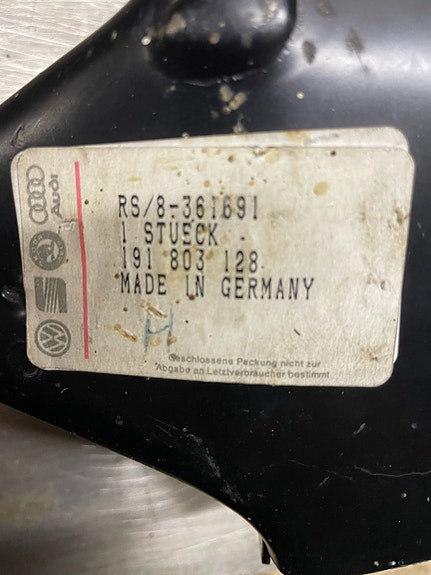 Audi
RS/8-361691
1 STUECK -
191 803 128
MADE IN GERMANY
H
Geschlossene Packung nicht zur
Abgabe an Letztverbraucher bestimmt